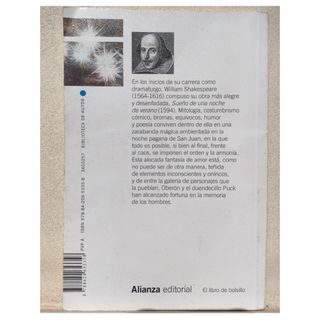 En los inicios de su carrera como
dramaturgo, William Shakespeare
(1564-1616) compuso su obra más alegre
y desenfadada, Sueño de una noche
de verano (1594). Mitología, costumbrismo
cómico, bromas, equívocos, humor
y poesía conviven dentro de ella en una
zarabanda mágica ambientada en la
noche pagana de San Juan, en la que
todo es posible, si bien al final, frente
al caos, se imponen el orden y la armonía.
Esta alocada fantasía de amor está, como
no puede ser de otra manera, teñida
de elementos inconscientes y oníricos,
y de entre la galería de personajes que
la pueblan, Oberón y el duendecillo Puck
han alcanzado fortuna en la memoria
de los hombres.
BIBLIOTECA DE AUTOR
PVP A
Alianza editorial
El libro de bolsillo